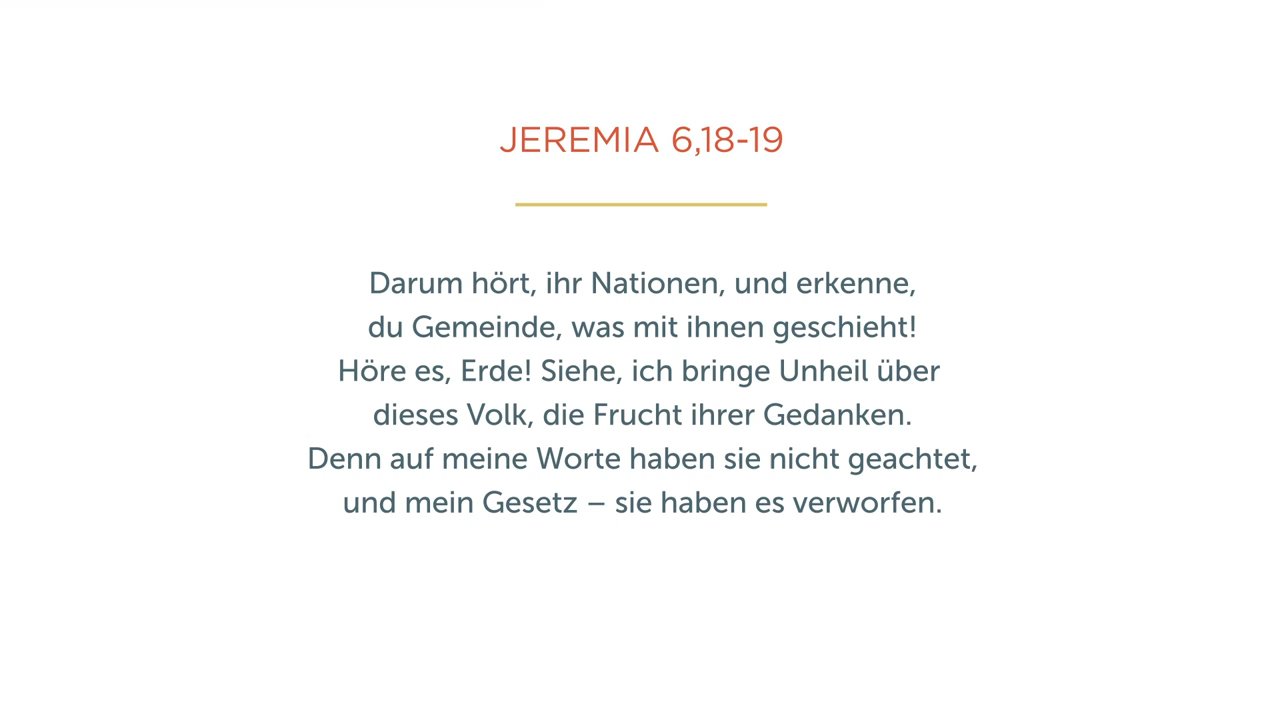 JEREMIA 6,18-19
Darum hört, ihr Nationen, und erkenne,
du Gemeinde, was mit ihnen geschieht!
Höre es, Erde! Siehe, ich bringe Unheil über
dieses Volk, die Frucht ihrer Gedanken.
Denn auf meine Worte haben sie nicht geachtet,
und mein Gesetz – sie haben es verworfen.